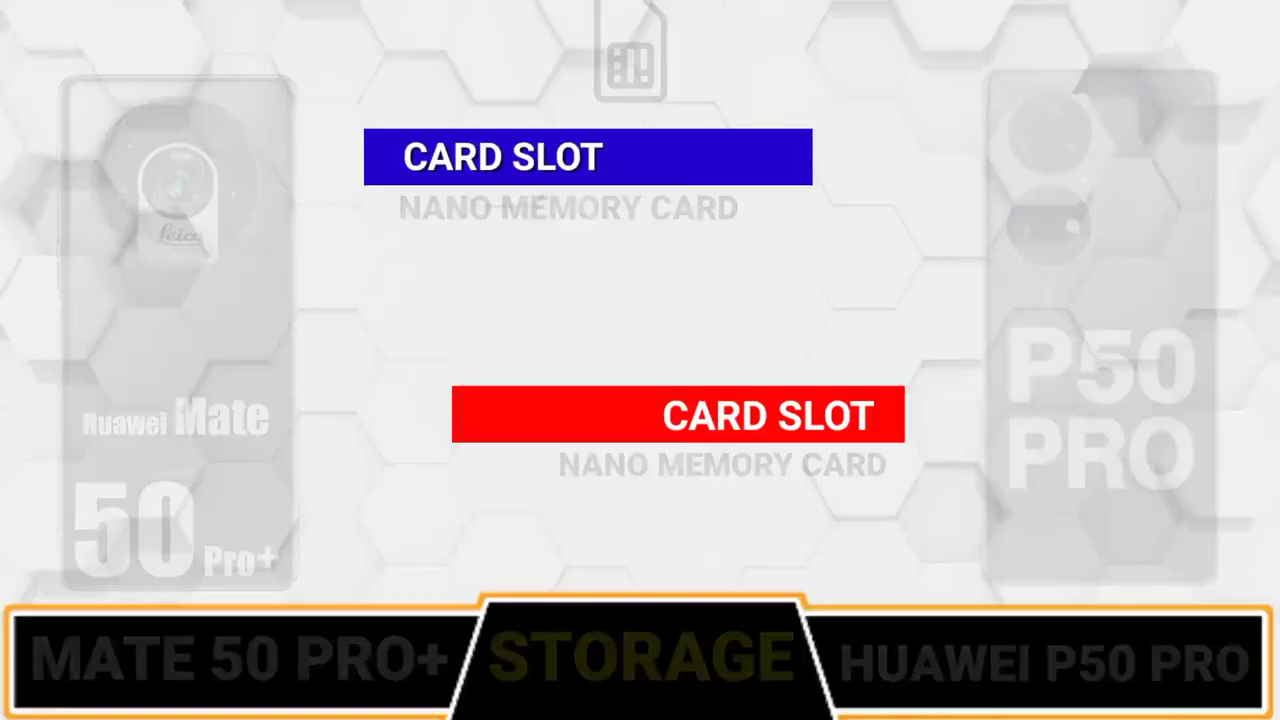 CARD SLOT
NANO MEMORY CARD
Leica
CARD SLOT
NANO MEMORY CARD
Huawei Mate
50 Pro+
P50
PRO
MATE 50 PRO+
STORAGE
HUAWEI P50 PRO